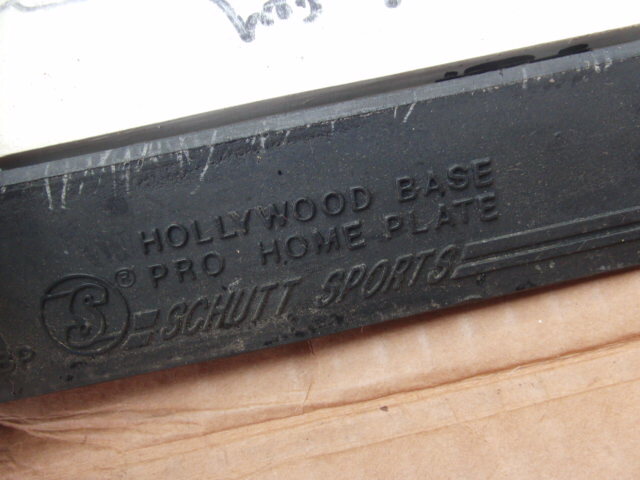 HOLLYWOOD BASE
® PRO HOME PLATE
S SCHUTT SPORTS